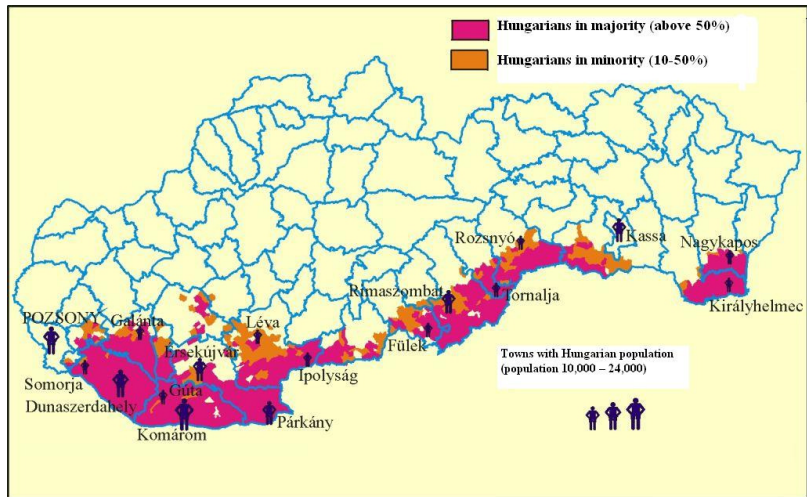 Hungarians in majority (above 50%)
Hungarians in minority (10-50%)
Kassa
Rozsnyó
Nagykapos
Rimaszombat
Tornalja
Királyhelmec
POZSONY
Galánta
Léva
Érsekújvár
Fülek
Ipolyság
Somorja
Gúta
Dunaszerdahely
Párkány
Komárom
Towns with Hungarian population
(population 10,000 – 24,000)